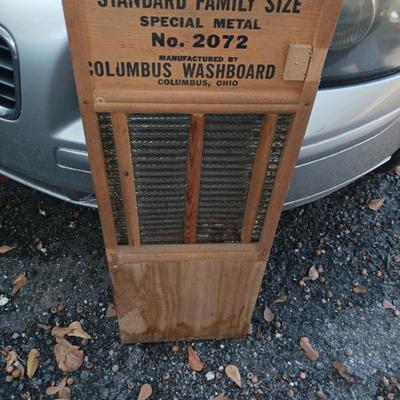 STANDARD FAMILY SIZE
SPECIAL METAL
No. 2072
MANUFACTURED BY
COLUMBUS WASHBOARD
COLUMBUS, OHIO